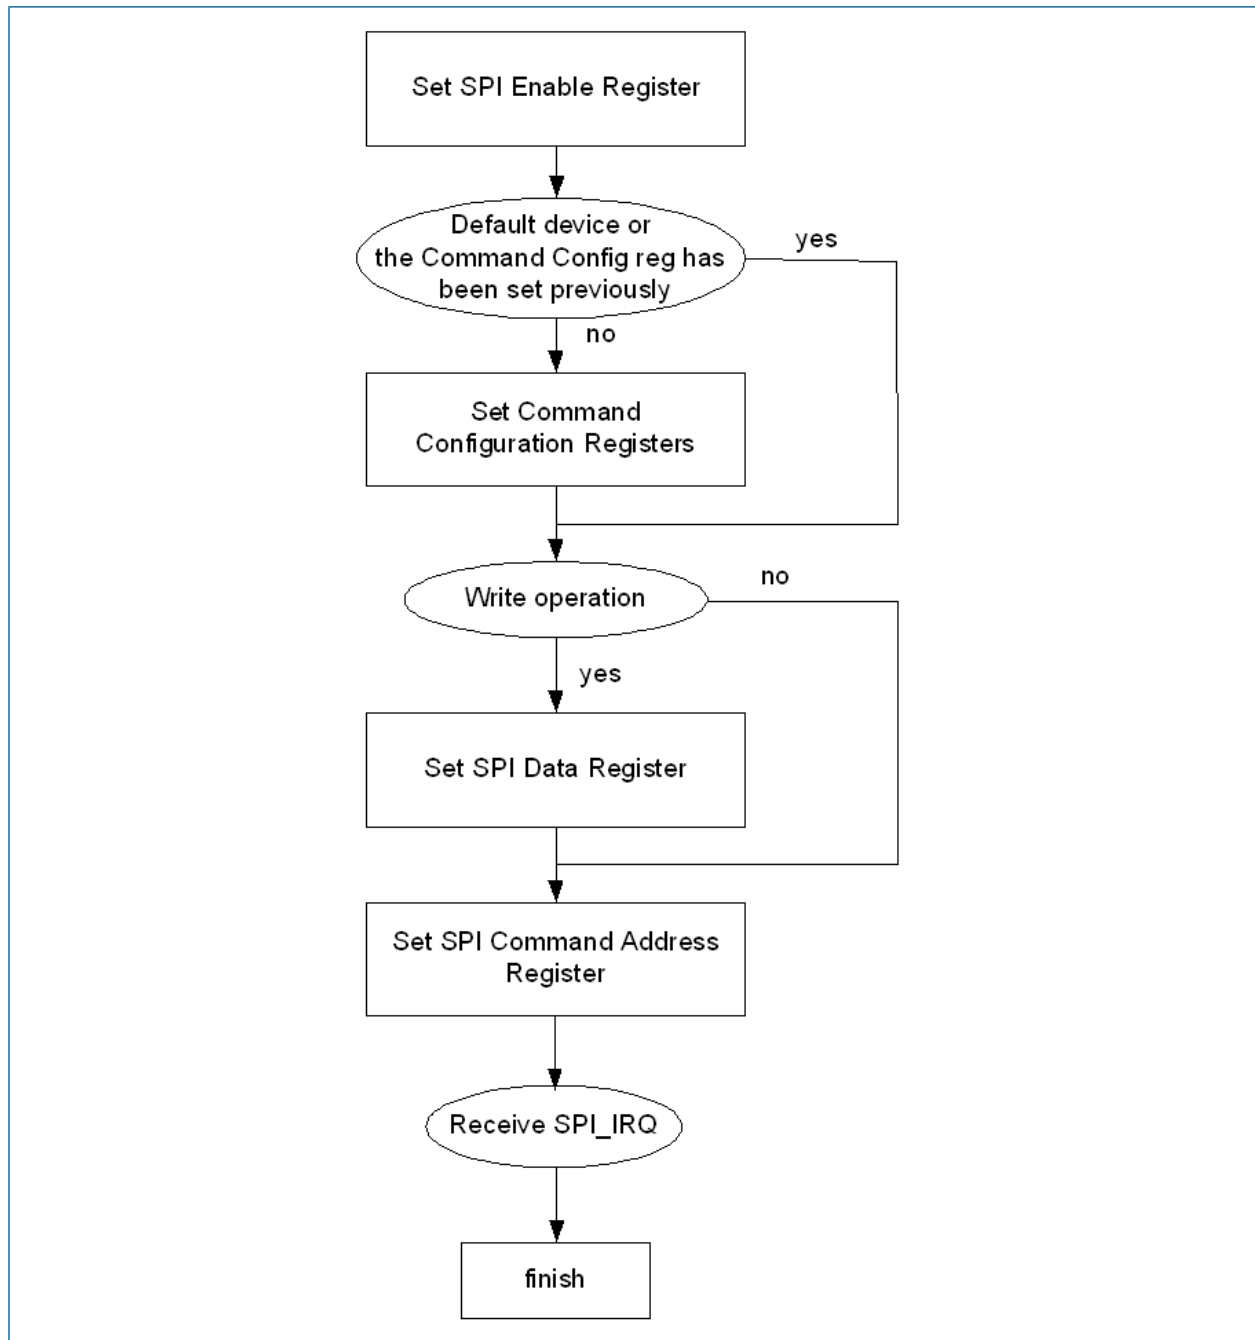 Set SPI Enable Register
Default device or
the Command Config reg has
been set previously
yes
no
Set Command
Configuration Registers
Write operation
no
yes
Set SPI Data Register
Set SPI Command Address
Register
Receive SPI_IRQ
finish